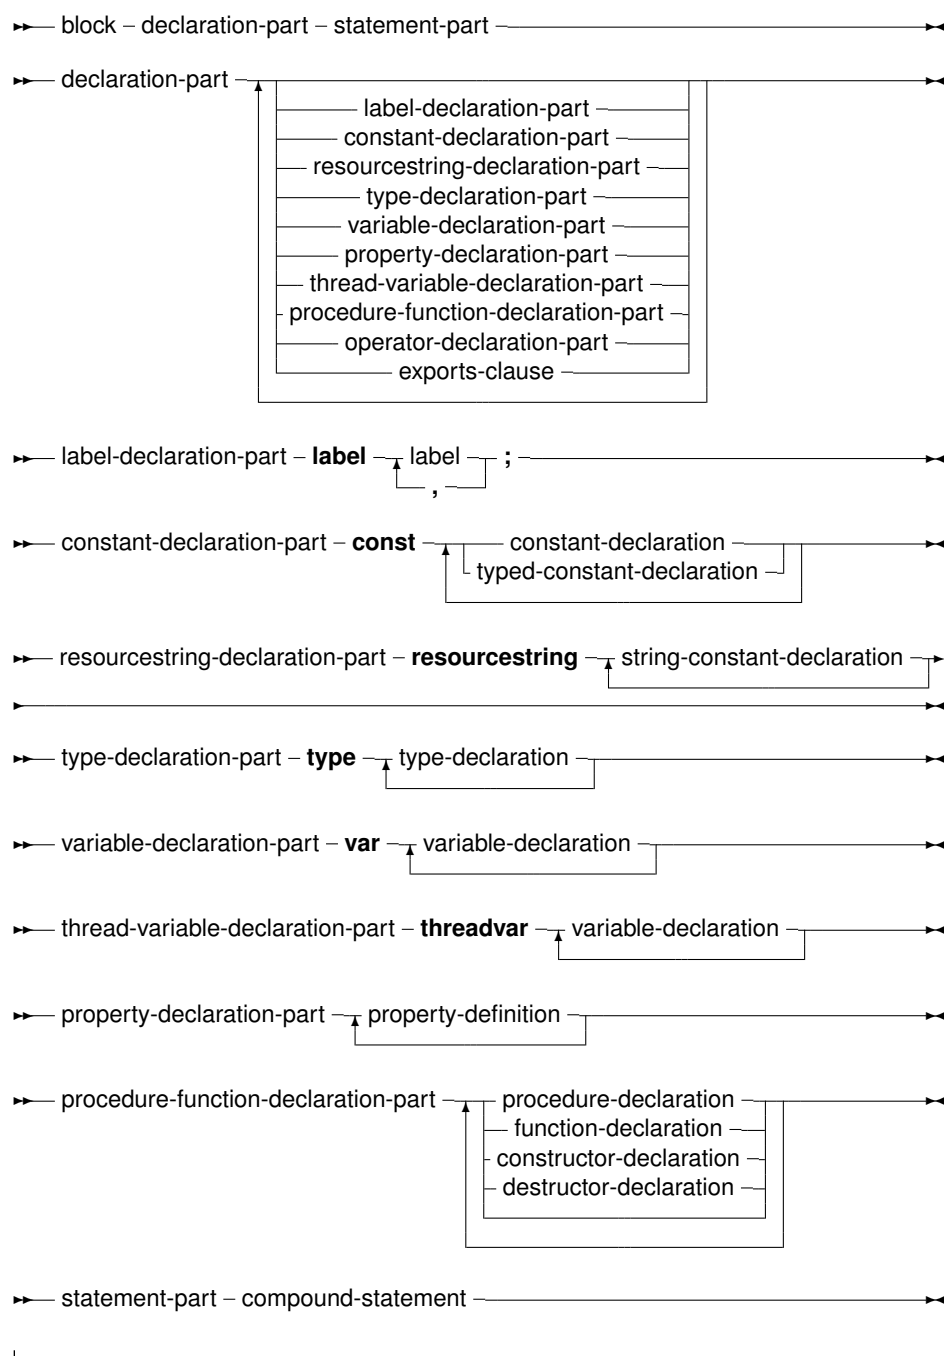 block – declaration-part – statement-part
declaration-part
label-declaration-part
constant-declaration-part
resourcestring-declaration-part
type-declaration-part
variable-declaration-part
property-declaration-part
thread-variable-declaration-part
procedure-function-declaration-part
operator-declaration-part
exports-clause
label-declaration-part – label – label – ;
,
constant-declaration-part – const – constant-declaration
typed-constant-declaration
resourcestring-declaration-part – resourcestring – string-constant-declaration
type-declaration-part – type – type-declaration
variable-declaration-part – var – variable-declaration
thread-variable-declaration-part – threadvar – variable-declaration
property-declaration-part – property-definition
procedure-function-declaration-part – procedure-declaration
function-declaration
constructor-declaration
destructor-declaration
statement-part – compound-statement